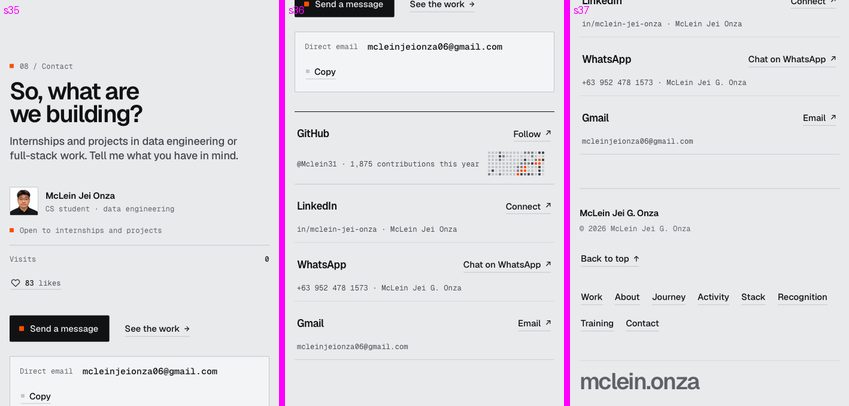 s35
08 / Contact
So, what are
we building?
Internships and projects in data engineering or
full-stack work. Tell me what you have in mind.
McLein Jei Onza
CS student · data engineering
Open to internships and projects
Visits 0
83 likes
Send a message See the work →
Direct email mcleinjeionza06@gmail.com
Copy
s36
Send a message See the work →
Direct email mcleinjeionza06@gmail.com
Copy
GitHub Follow ↗
@Mclein31 · 1,875 contributions this year
LinkedIn Connect ↗
in/mclein-jei-onza · McLein Jei Onza
WhatsApp Chat on WhatsApp ↗
+63 952 478 1573 · McLein Jei G. Onza
Gmail Email ↗
mcleinjeionza06@gmail.com
s37
LinkedIn Connect ↗
in/mclein-jei-onza · McLein Jei Onza
WhatsApp Chat on WhatsApp ↗
+63 952 478 1573 · McLein Jei G. Onza
Gmail Email ↗
mcleinjeionza06@gmail.com
McLein Jei G. Onza
© 2026 McLein Jei G. Onza
Back to top ↑
Work About Journey Activity Stack Recognition
Training Contact
mclein.onza